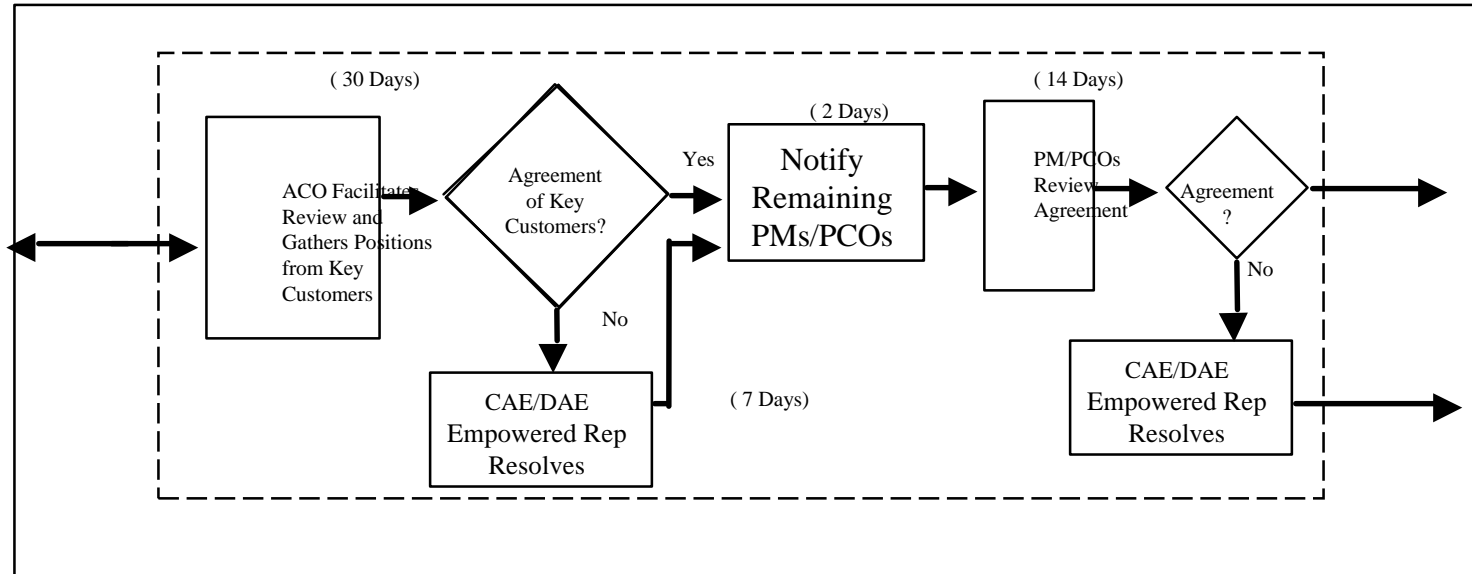 ( 30 Days)
ACO Facilitates
Review and
Gathers Positions
from Key
Customers
Agreement
of Key
Customers?
Yes
No
CAE/DAE
Empowered Rep
Resolves
( 7 Days)
( 2 Days)
Notify
Remaining
PMs/PCOs
( 14 Days)
PM/PCOs
Review
Agreement
Agreement
?
No
CAE/DAE
Empowered Rep
Resolves